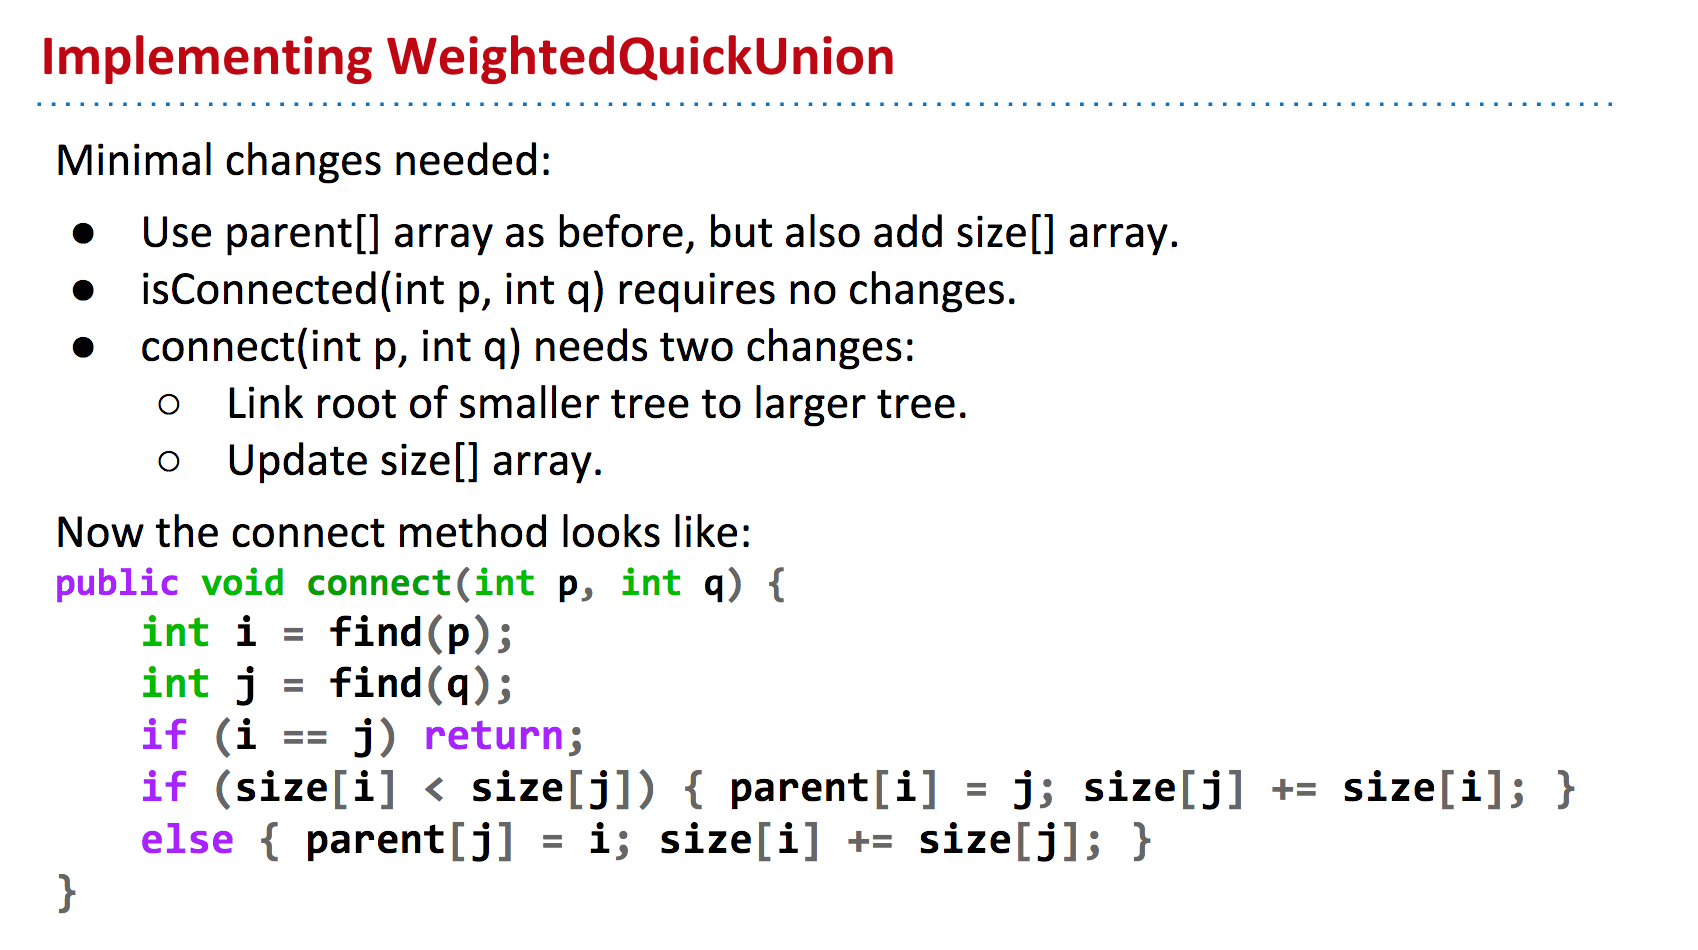 Implementing WeightedQuickUnion
Minimal changes needed:
● Use parent[] array as before, but also add size[] array.
● isConnected(int p, int q) requires no changes.
● connect(int p, int q) needs two changes:
○ Link root of smaller tree to larger tree.
○ Update size[] array.
Now the connect method looks like:
public void connect(int p, int q) {
    int i = find(p);
    int j = find(q);
    if (i == j) return;
    if (size[i] < size[j]) { parent[i] = j; size[j] += size[i]; }
    else { parent[j] = i; size[i] += size[j]; }
}